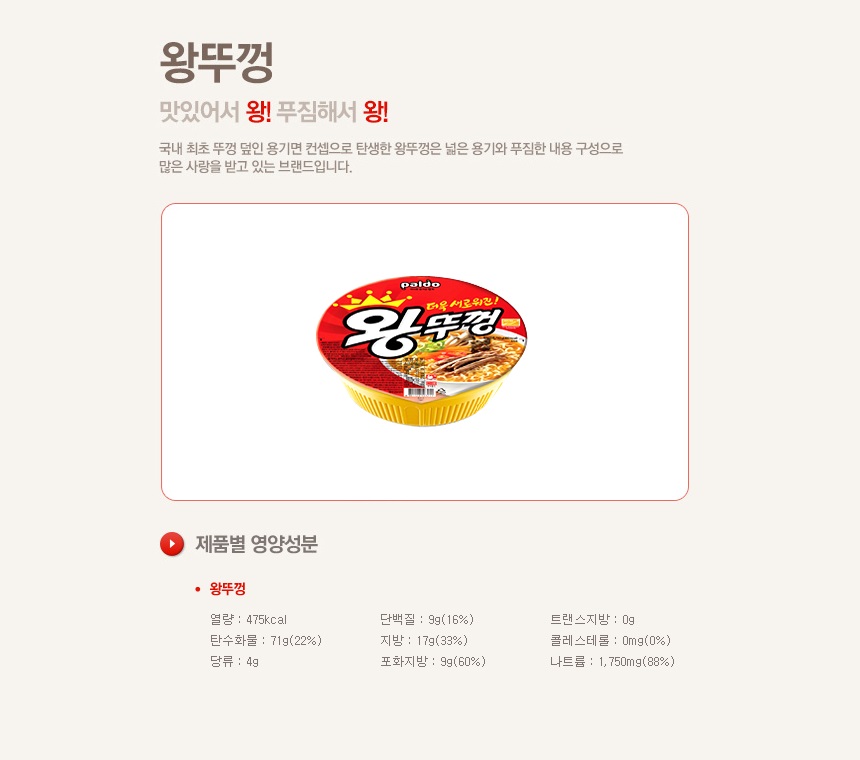 왕뚜껑
맛있어서 왕! 푸짐해서 왕!
국내 최초 뚜껑 덮인 용기면 컨셉으로 탄생한 왕뚜껑은 넓은 용기와 푸짐한 내용 구성으로
많은 사랑을 받고 있는 브랜드입니다.
paldo
더욱 새로워진!
왕뚜껑
제품별 영양성분
• 왕뚜껑
열량 : 475kcal 단백질 : 9g(16%) 트랜스지방 : 0g
탄수화물 : 71g(22%) 지방 : 17g(33%) 콜레스테롤 : 0mg(0%)
당류 : 4g 포화지방 : 9g(60%) 나트륨 : 1,750mg(88%)